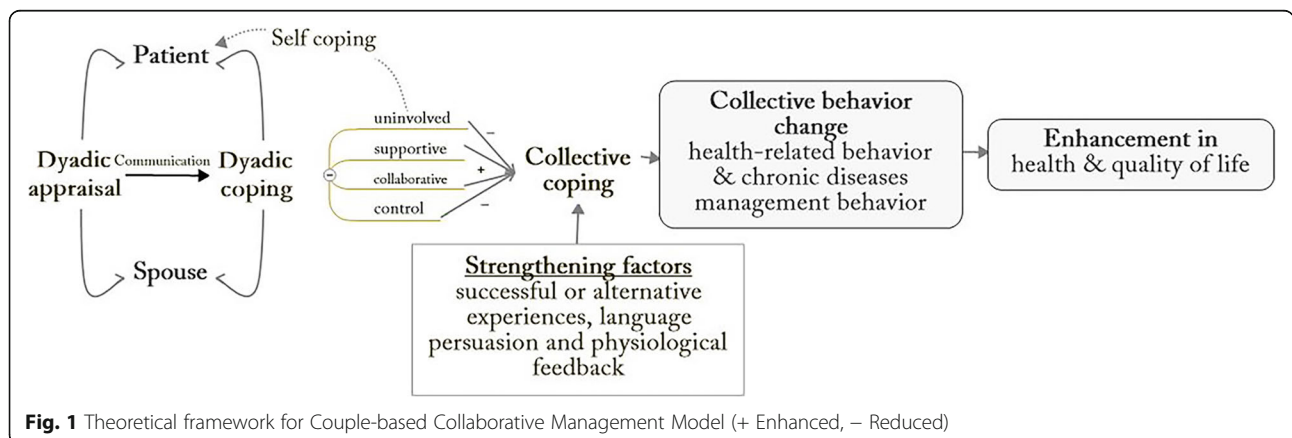 Patient
Self coping
Dyadic
appraisal
Communication
Dyadic
coping
Spouse
uninvolved
supportive
collaborative
control
−
+
−
Collective
coping
Strengthening factors
successful or alternative
experiences, language
persuasion and physiological
feedback
Collective behavior
change
health-related behavior
& chronic diseases
management behavior
Enhancement in
health & quality of life
Fig. 1 Theoretical framework for Couple-based Collaborative Management Model (+ Enhanced, − Reduced)